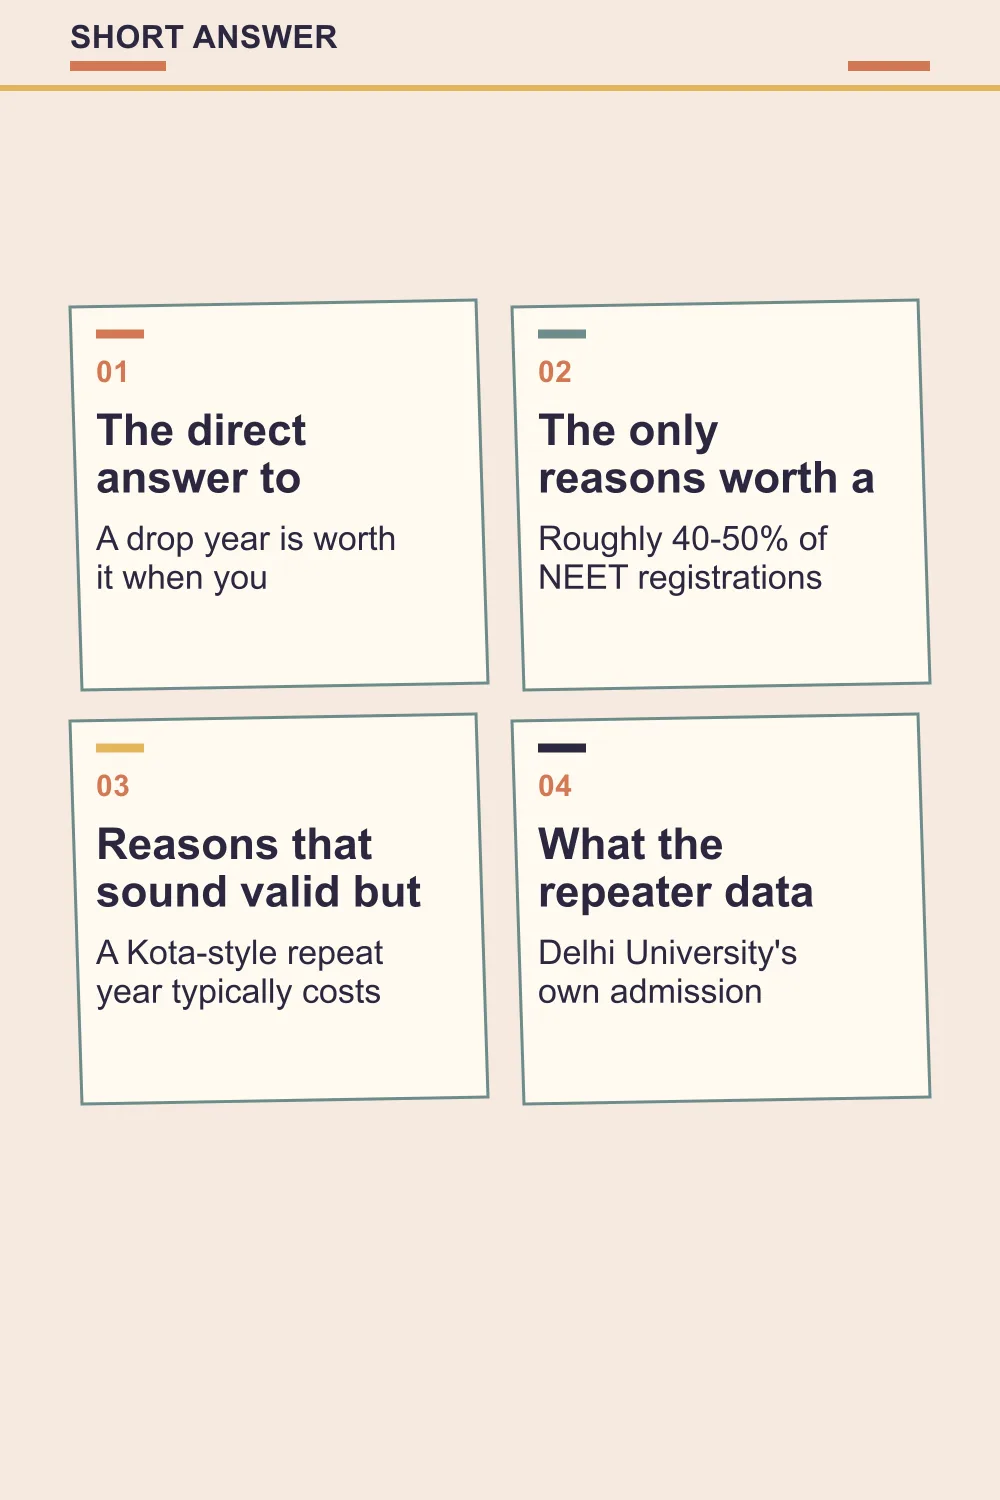 SHORT ANSWER
01
The direct
answer to
A drop year is worth
it when you
02
The only
reasons worth a
Roughly 40-50% of
NEET registrations
03
Reasons that
sound valid but
A Kota-style repeat
year typically costs
04
What the
repeater data
Delhi University's
own admission